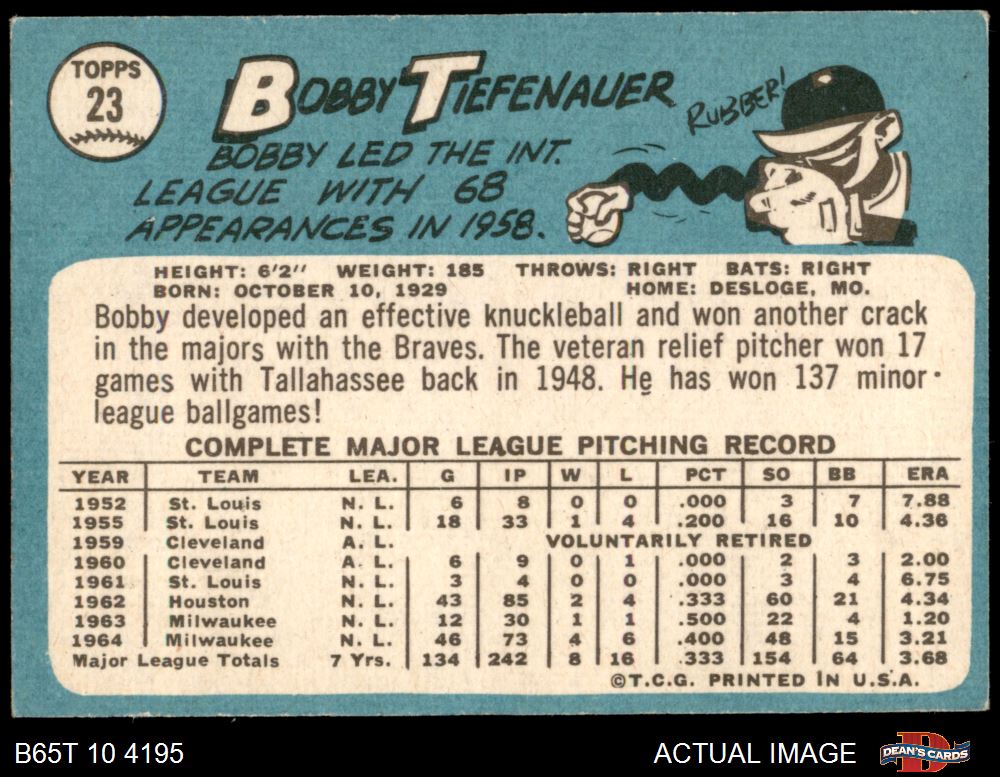 TOPPS
23
BOBBY TIEFENAUER
RUBBER!
BOBBY LED THE INT.
LEAGUE WITH 68
APPEARANCES IN 1958.
HEIGHT: 6'2" WEIGHT: 185 THROWS: RIGHT BATS: RIGHT
BORN: OCTOBER 10, 1929 HOME: DESLOGE, MO.
Bobby developed an effective knuckleball and won another crack
in the majors with the Braves. The veteran relief pitcher won 17
games with Tallahassee back in 1948. He has won 137 minor-
league ballgames!
COMPLETE MAJOR LEAGUE PITCHING RECORD
YEAR TEAM LEA. G IP W L PCT SO BB ERA
1952 St. Louis N. L. 6 8 0 0 .000 3 7 7.88
1955 St. Louis N. L. 18 33 1 4 .200 16 10 4.36
1959 Cleveland A. L. VOLUNTARILY RETIRED
1960 Cleveland A. L. 6 9 0 1 .000 2 3 2.00
1961 St. Louis N. L. 3 4 0 0 .000 3 4 6.75
1962 Houston N. L. 43 85 2 4 .333 60 21 4.34
1963 Milwaukee N. L. 12 30 1 1 .500 22 4 1.20
1964 Milwaukee N. L. 46 73 4 6 .400 48 15 3.21
Major League Totals 7 Yrs. 134 242 8 16 .333 154 64 3.68
©T.C.G. PRINTED IN U.S.A.
B65T 10 4195 ACTUAL IMAGE DEAN'S CARDS